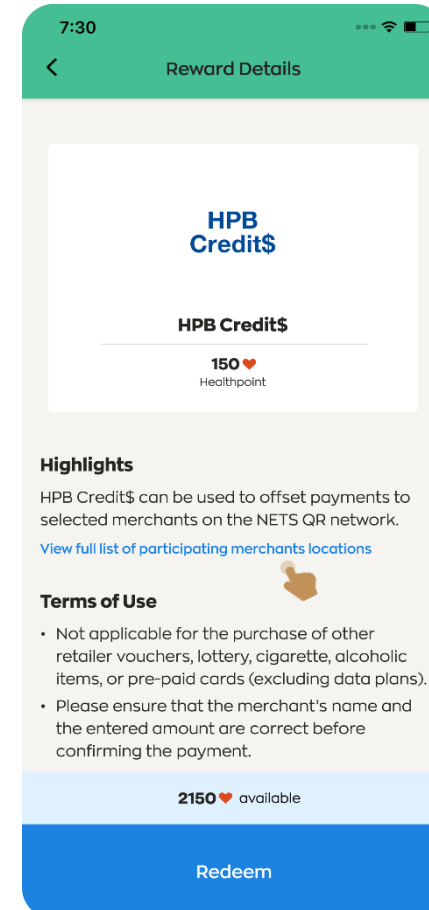 7:30
Reward Details
HPB
Credit$
HPB Credit$
150
Healthpoint
Highlights
HPB Credit$ can be used to offset payments to
selected merchants on the NETS QR network.
View full list of participating merchants locations
Terms of Use
• Not applicable for the purchase of other
retailer vouchers, lottery, cigarette, alcoholic
items, or pre-paid cards (excluding data plans).
• Please ensure that the merchant's name and
the entered amount are correct before
confirming the payment.
2150 available
Redeem